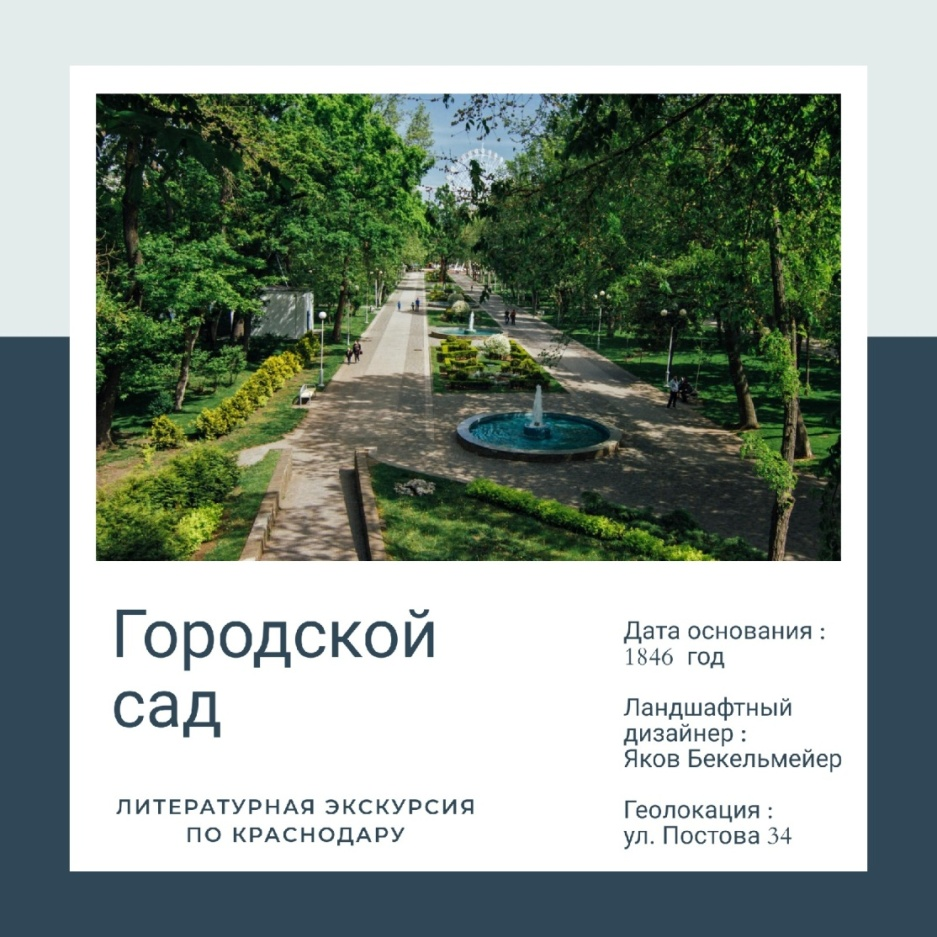 Городской
сад
ЛИТЕРАТУРНАЯ ЭКСКУРСИЯ
ПО КРАСНОДАРУ
Дата основания :
1846 год
Ландшафтный
дизайнер :
Яков Бекельмейер
Геолокация :
ул. Постова 34